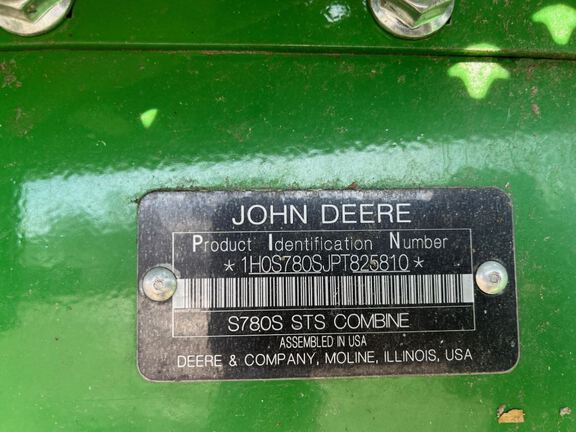 JOHN DEERE
Product Identification Number
*1H0S780SJPT825810*
S780S STS COMBINE
ASSEMBLED IN USA
DEERE & COMPANY, MOLINE, ILLINOIS, USA